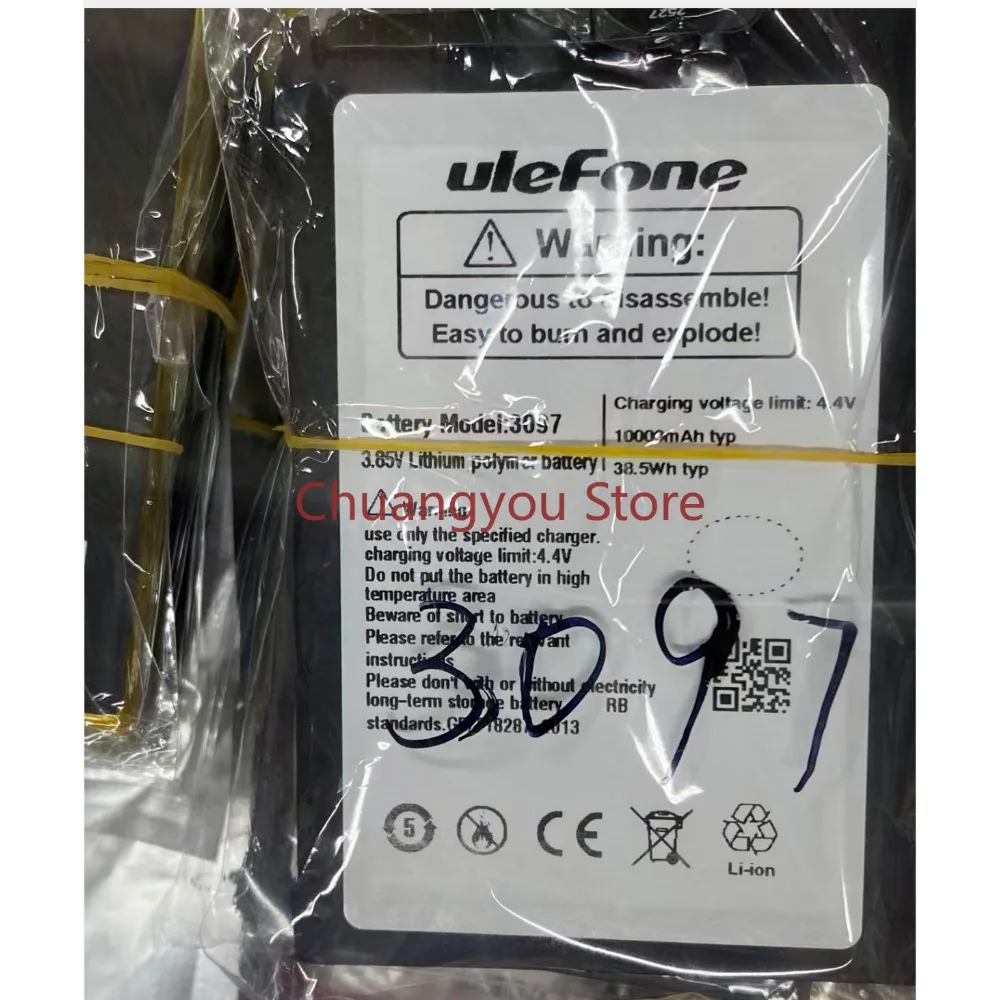 2527
ulefone
Warning:
Dangerous to disassemble!
Easy to burn and explode!
Battery Model:3097
3.85V Lithium polymer battery
Charging voltage limit: 4.4V
10000mAh typ
38.5Wh typ
Chuangyou Store
Warning
use only the specified charger.
charging voltage limit:4.4V
Do not put the battery in high
temperature area
Beware of short to battery
Please refer to the relevant
instructions
Please don't with or without electricity
long-term storage battery
RB
standards.
3097
5
CE
Li-ion